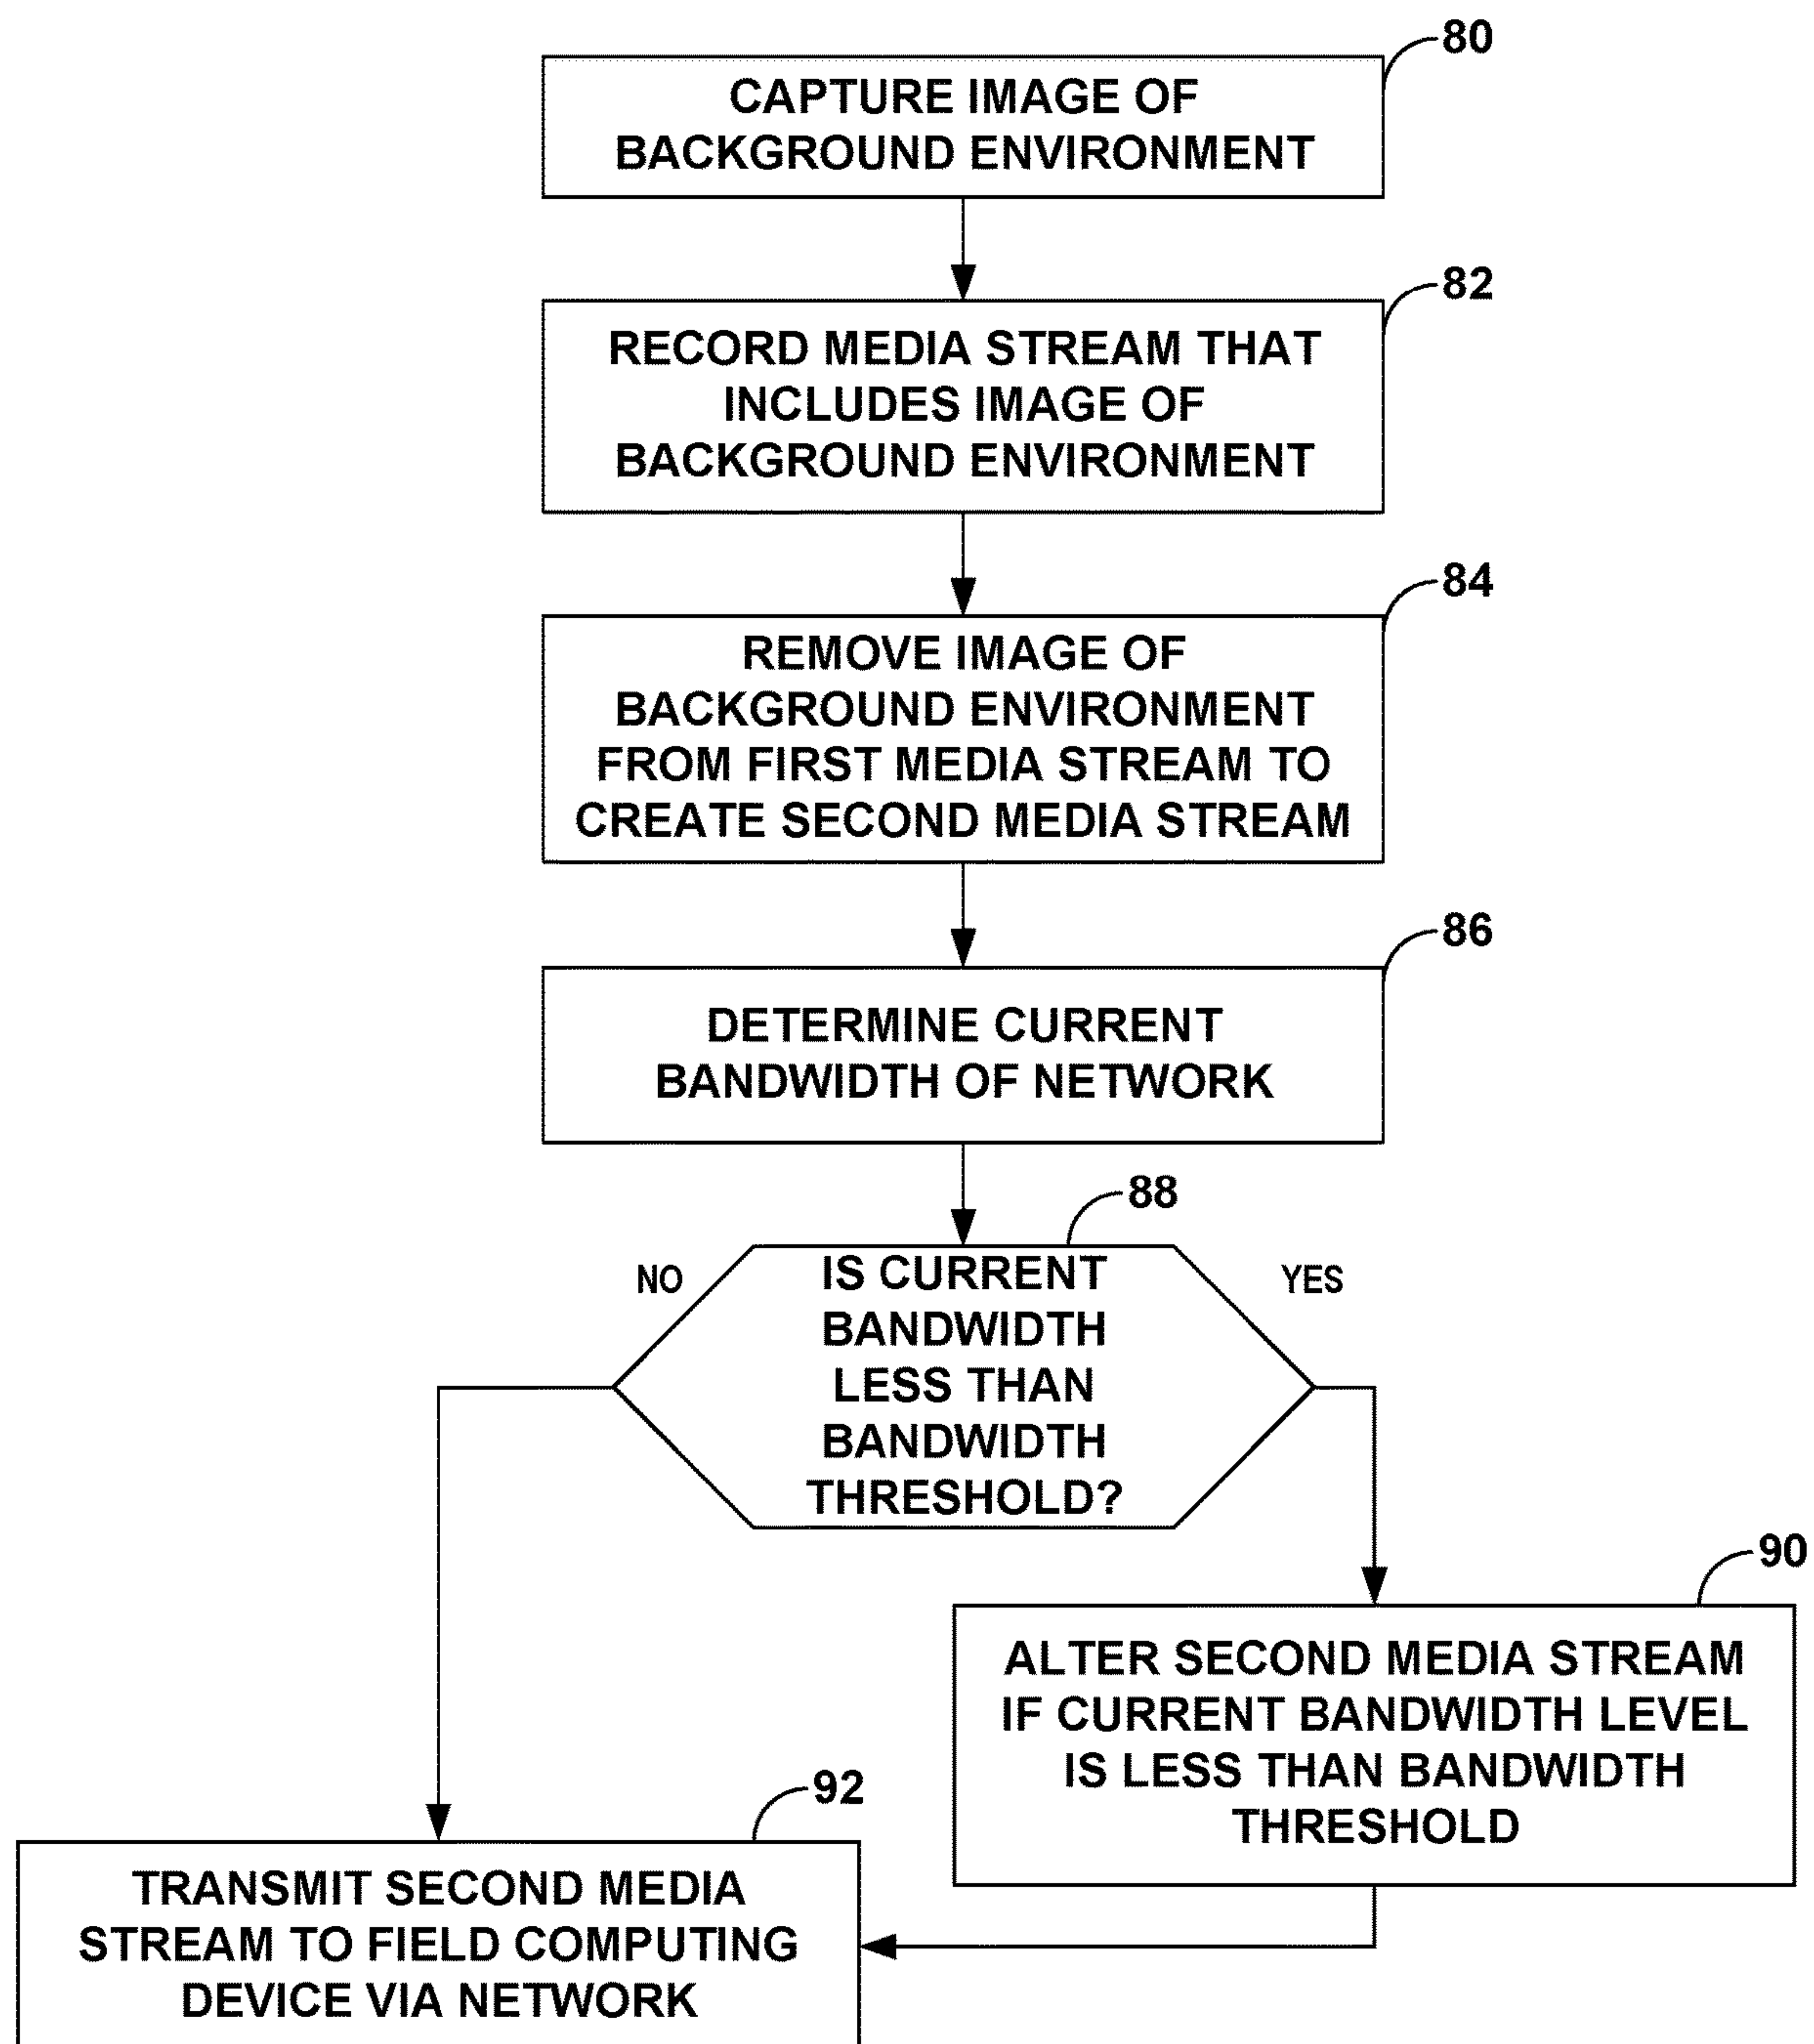 80
CAPTURE IMAGE OF
BACKGROUND ENVIRONMENT
82
RECORD MEDIA STREAM THAT
INCLUDES IMAGE OF
BACKGROUND ENVIRONMENT
84
REMOVE IMAGE OF
BACKGROUND ENVIRONMENT
FROM FIRST MEDIA STREAM TO
CREATE SECOND MEDIA STREAM
86
DETERMINE CURRENT
BANDWIDTH OF NETWORK
88
NO
IS CURRENT
BANDWIDTH
LESS THAN
BANDWIDTH
THRESHOLD?
YES
90
ALTER SECOND MEDIA STREAM
IF CURRENT BANDWIDTH LEVEL
IS LESS THAN BANDWIDTH
THRESHOLD
92
TRANSMIT SECOND MEDIA
STREAM TO FIELD COMPUTING
DEVICE VIA NETWORK